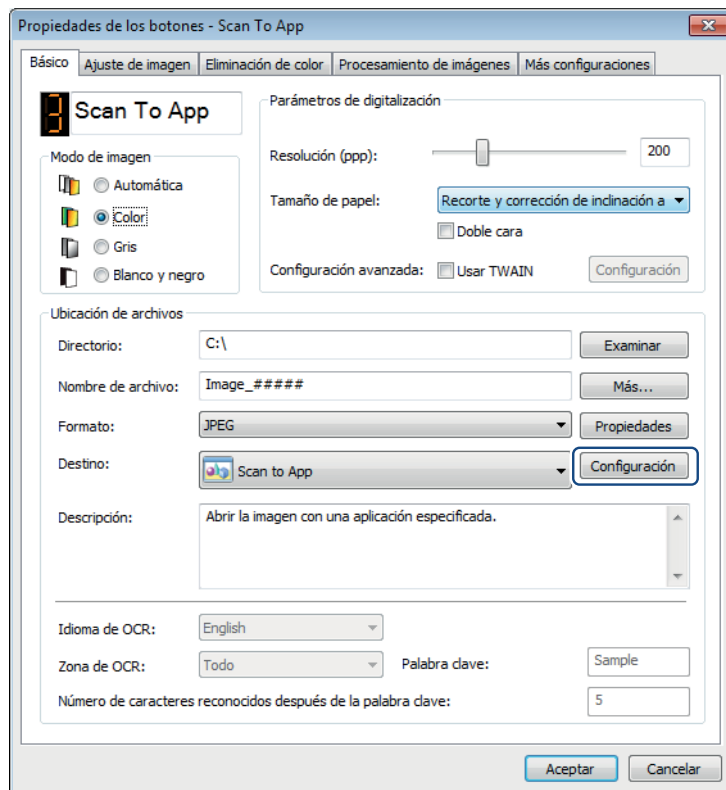 Propiedades de los botones - Scan To App
Básico
Ajuste de imagen
Eliminación de color
Procesamiento de imágenes
Más configuraciones
3
Scan To App
Modo de imagen
Automática
Color
Gris
Blanco y negro
Parámetros de digitalización
Resolución (ppp):
200
Tamaño de papel:
Recorte y corrección de inclinación a
Doble cara
Configuración avanzada:
Usar TWAIN
Configuración
Ubicación de archivos
Directorio:
C:\
Examinar
Nombre de archivo:
Image_#####
Más...
Formato:
JPEG
Propiedades
Destino:
Scan to App
Configuración
Descripción:
Abrir la imagen con una aplicación especificada.
Idioma de OCR:
English
Zona de OCR:
Todo
Palabra clave:
Sample
Número de caracteres reconocidos después de la palabra clave:
5
Aceptar
Cancelar